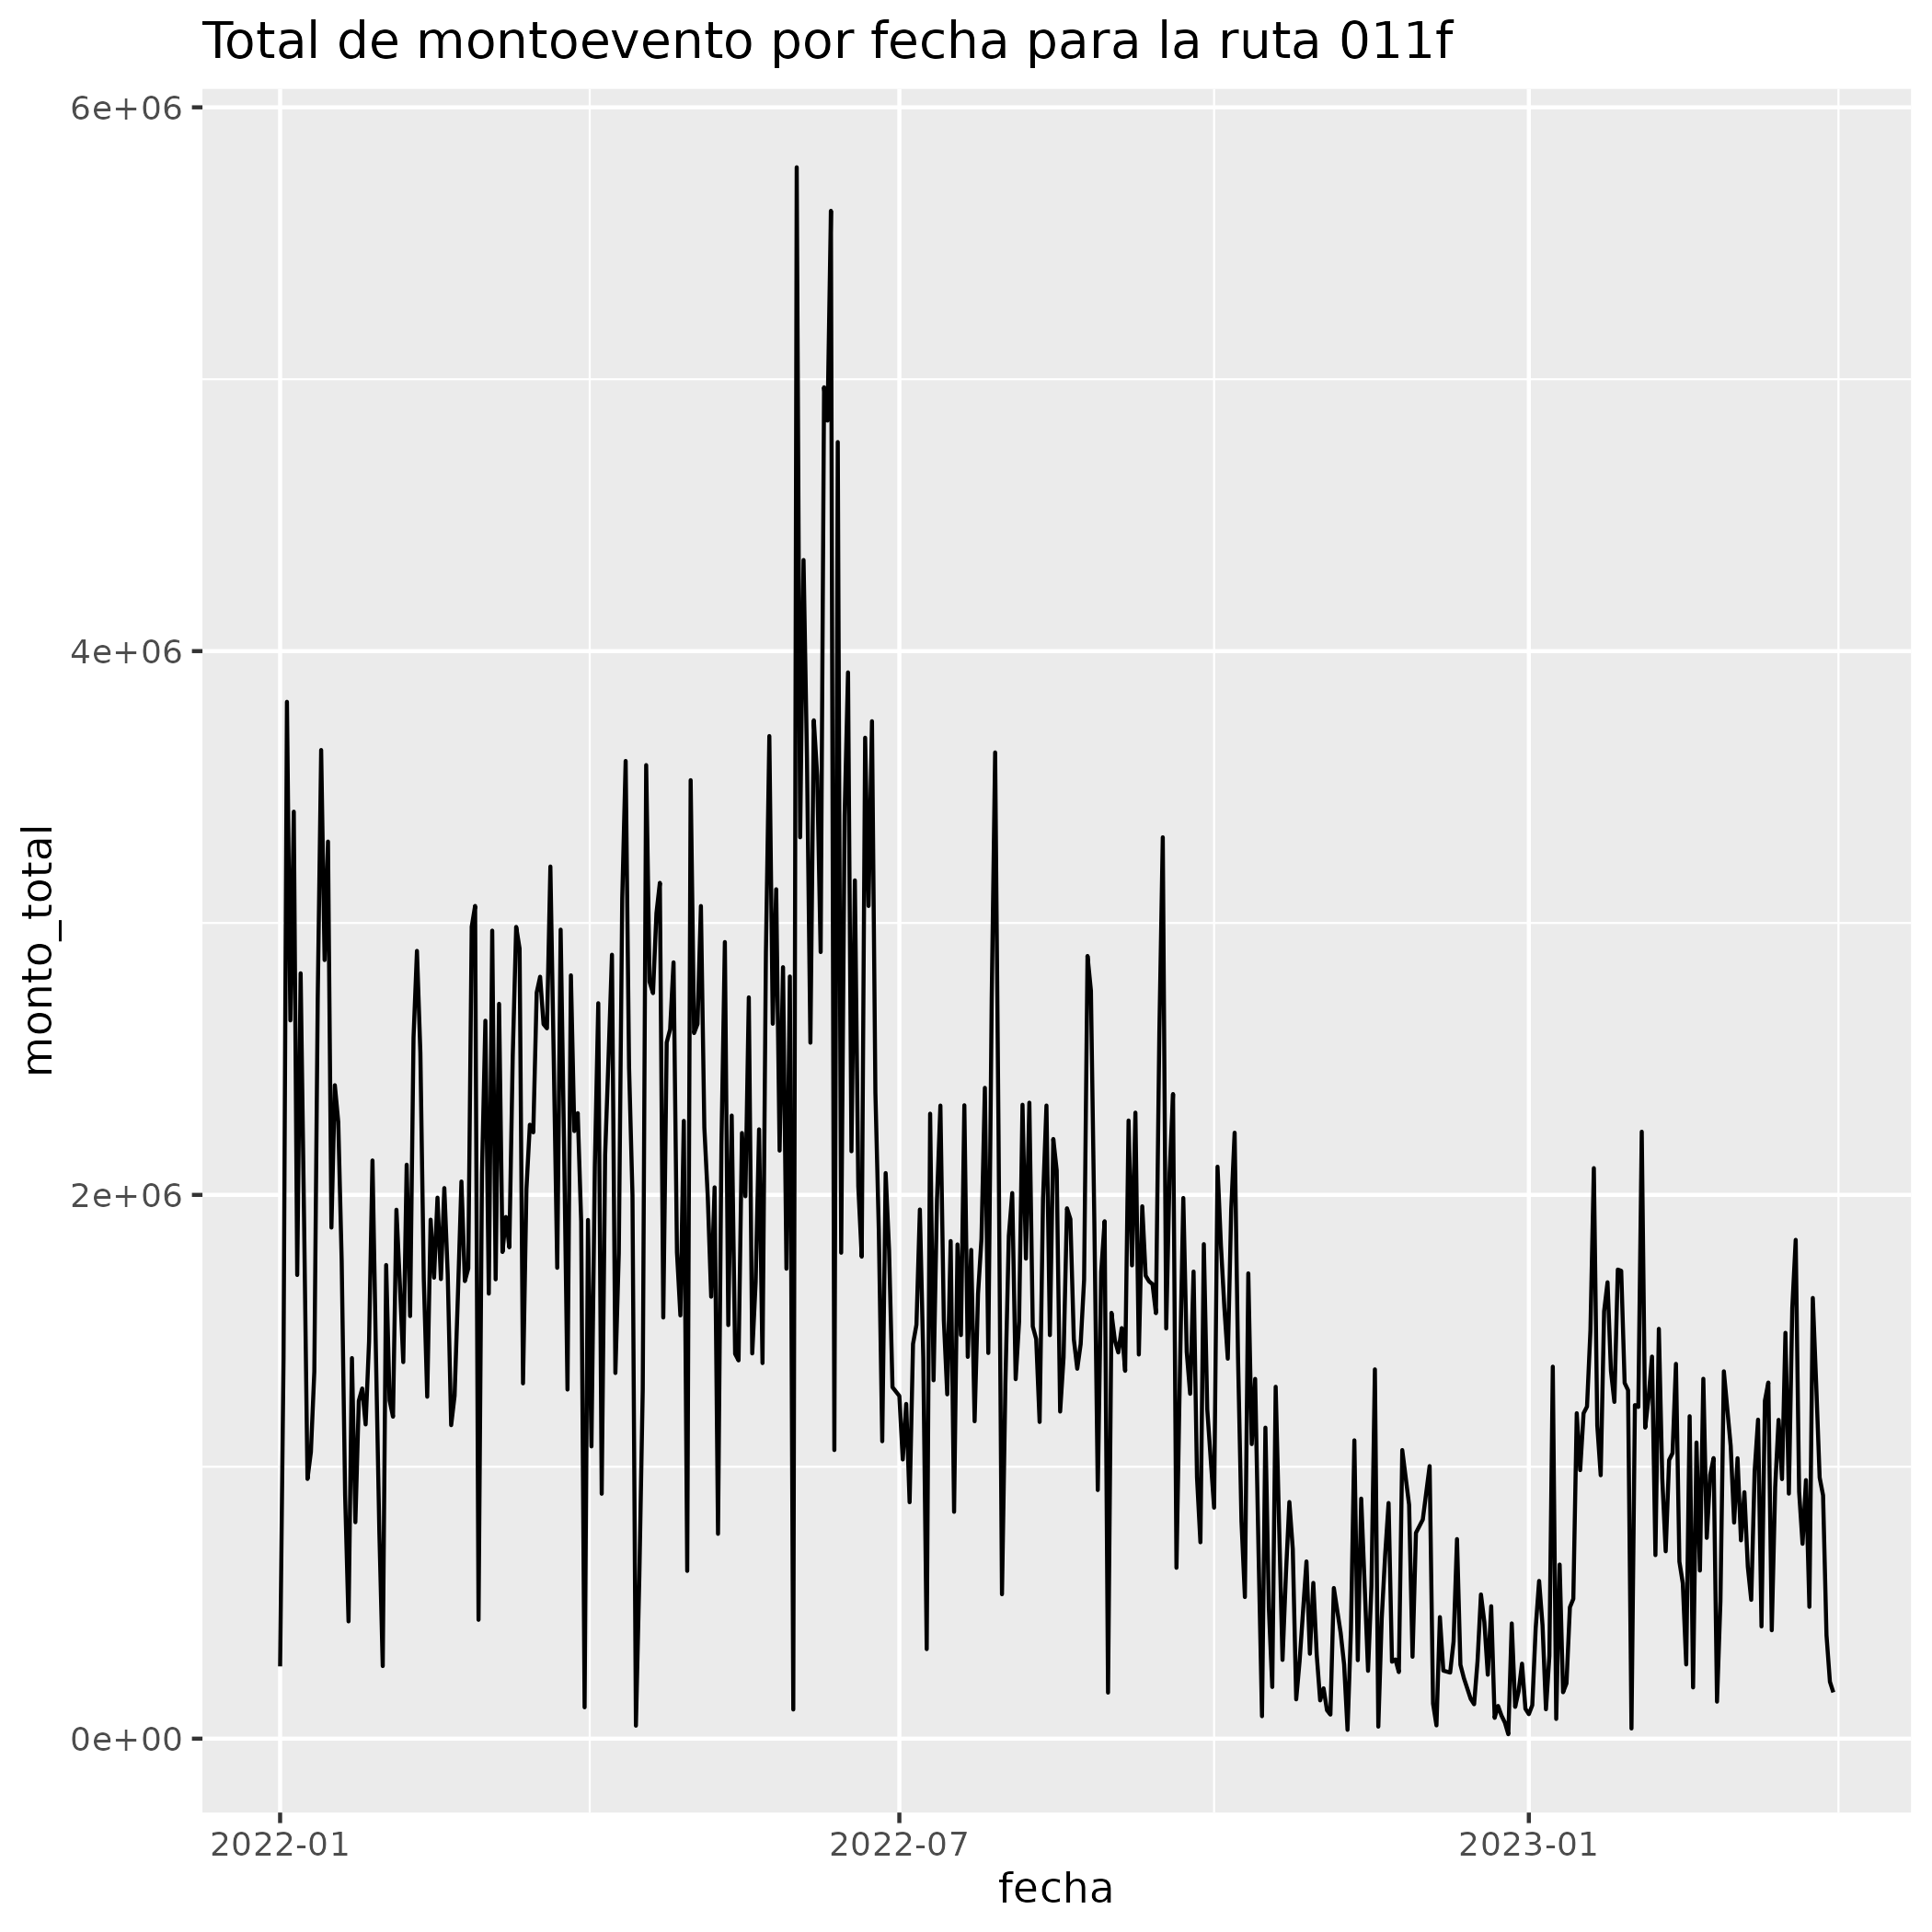 Total de montoevento por fecha para la ruta 011f
6e+06
4e+06
2e+06
0e+00
monto_total
2022-01
2022-07
2023-01
fecha